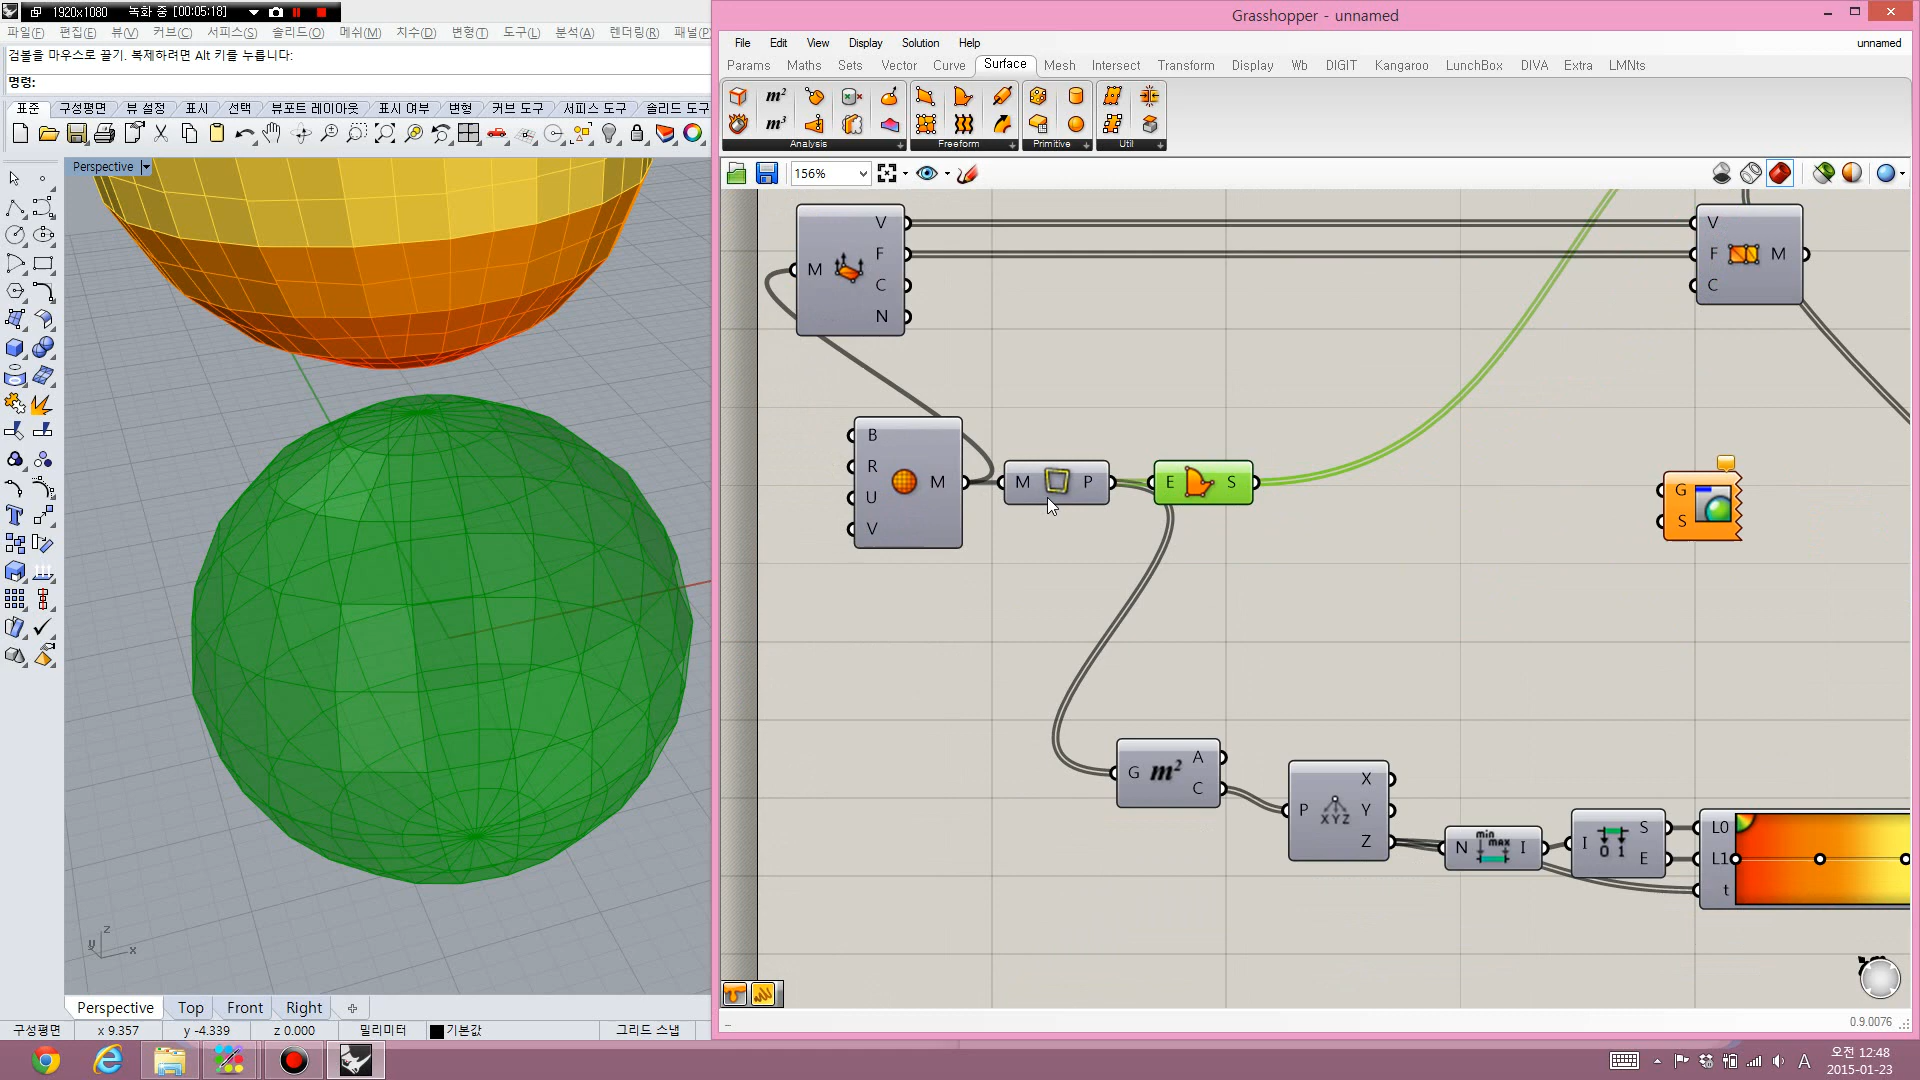 1920x1080 녹화 중 [00:05:18]
파일(F) 편집(E) 뷰(V) 커브(C) 서피스(S) 솔리드(O) 메쉬(M) 치수(D) 변형(T) 도구(L) 분석(A) 렌더링(R) 패널(P
검볼을 마우스로 끌기. 복제하려면 Alt 키를 누릅니다:
명령:
표준 구성평면 뷰 설정 표시 선택 뷰포트 레이아웃 표시 여부 변형 커브 도구 서피스 도구 솔리드 도구
Perspective
z
y
x
Perspective Top Front Right
구성평면 x 9.357 y -4.339 z 0.000 밀리미터 기본값 그리드 스냅
Grasshopper - unnamed
File Edit View Display Solution Help unnamed
Params Maths Sets Vector Curve Surface Mesh Intersect Transform Display Wb DIGIT Kangaroo LunchBox DIVA Extra LMNts
m²
m³
Analysis Freeform Primitive Util
156%
M V F C N
V F C M
B R U V M
M P
E S
G S
G m² A C
P XYZ X Y Z
N min max I
I 0 1 S E
L0 L1 t
0.9.0076
A
오전 12:48
2015-01-23